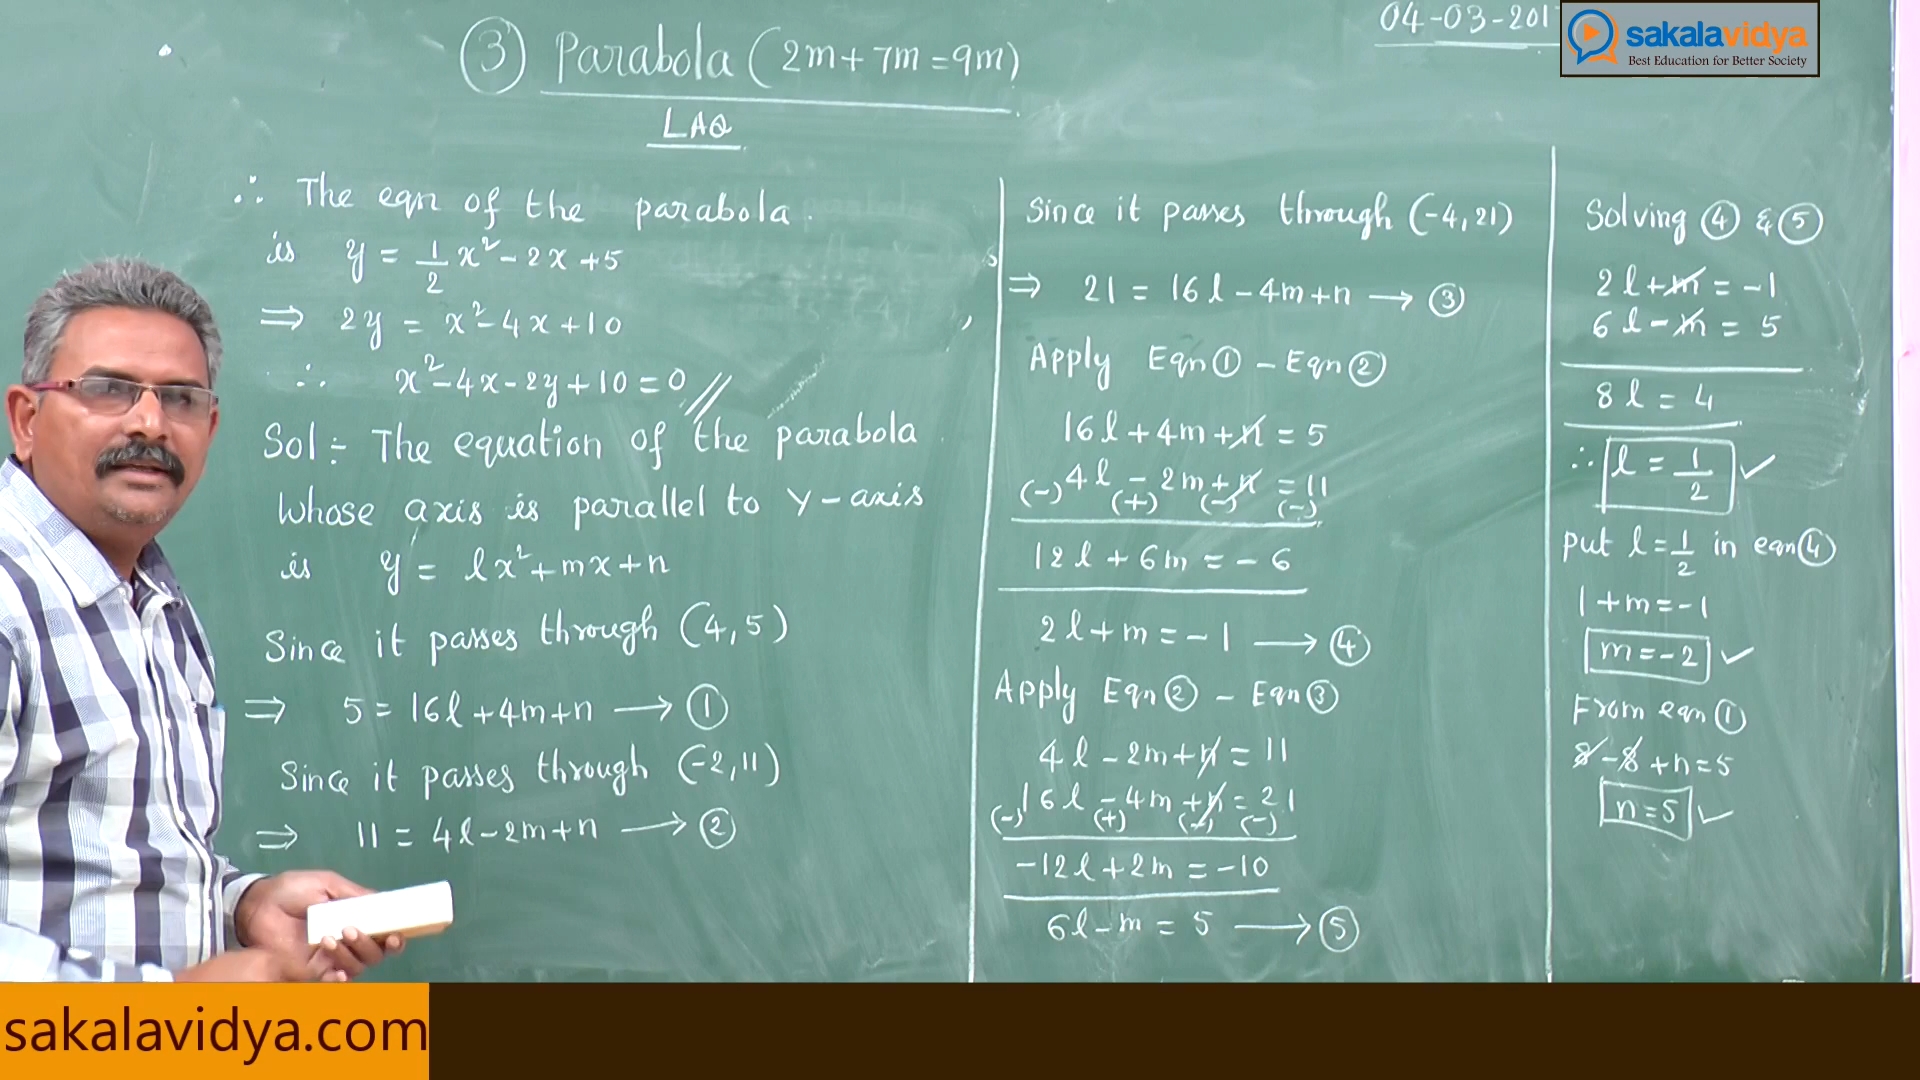 04-03-201
sakalavidya
Best Education for Better Society
③ Parabola (2m + 7m = 9m)
LAQ
∴ The eqn of the parabola.
is y = 1/2 x² - 2x + 5
⇒ 2y = x² - 4x + 10
∴ x² - 4x - 2y + 10 = 0 //
Sol :- The equation of the parabola
whose axis is parallel to Y-axis
is y = lx² + mx + n
Since it passes through (4, 5)
⇒ 5 = 16l + 4m + n → ①
Since it passes through (-2, 11)
⇒ 11 = 4l - 2m + n → ②
Since it passes through (-4, 21)
⇒ 21 = 16l - 4m + n → ③
Apply Eqn ① - Eqn ②
16l + 4m + n = 5
4l - 2m + n = 11
(-) (+) (-) (-)
12l + 6m = - 6
2l + m = - 1 → ④
Apply Eqn ② - Eqn ③
4l - 2m + n = 11
16l - 4m + n = 21
(-) (+) (-) (-)
-12l + 2m = -10
6l - m = 5 → ⑤
Solving ④ & ⑤
2l + m = -1
6l - m = 5
8l = 4
∴ l = 1/2 ✓
put l = 1/2 in eqn ④
1 + m = -1
m = -2 ✓
From eqn ①
8 - 8 + n = 5
n = 5 ✓
sakalavidya.com